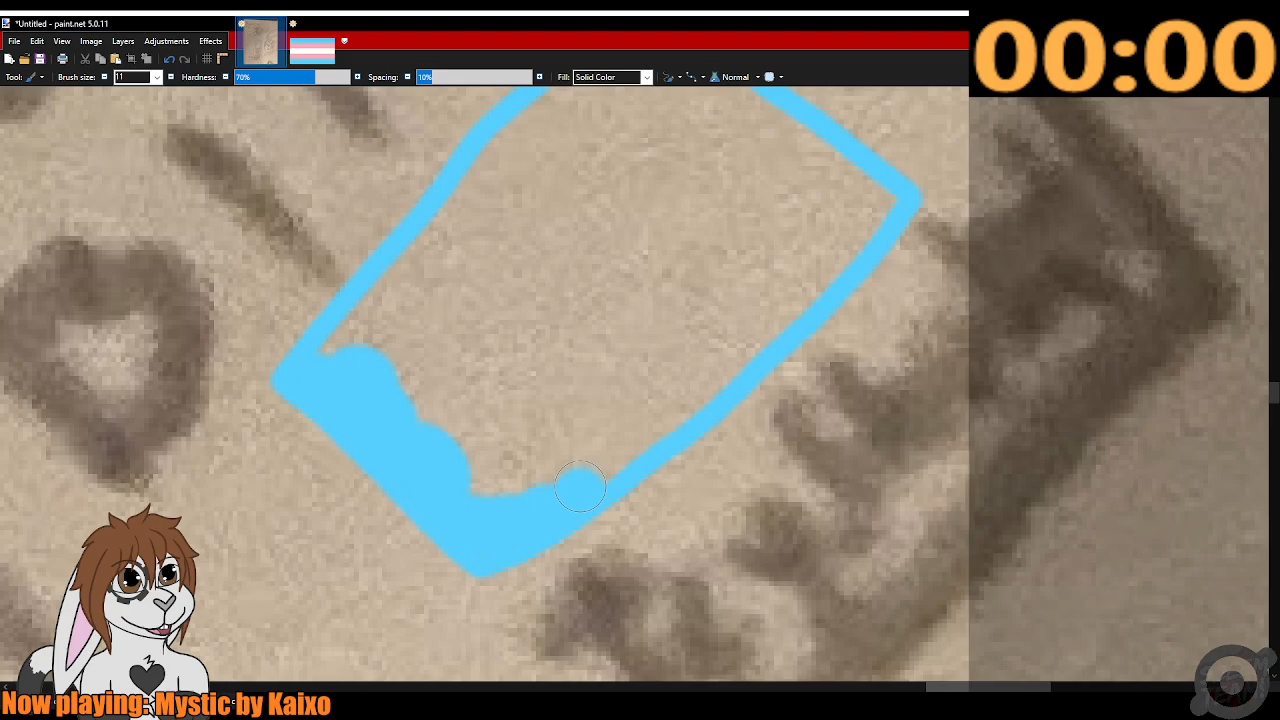 *Untitled - paint.net 5.0.11
00:00
File Edit View Image Layers Adjustments Effects
Tool: Brush size: 11 Hardness: 70% Spacing: 10% Fill: Solid Color Normal
Now playing: Mystic by Kaixo